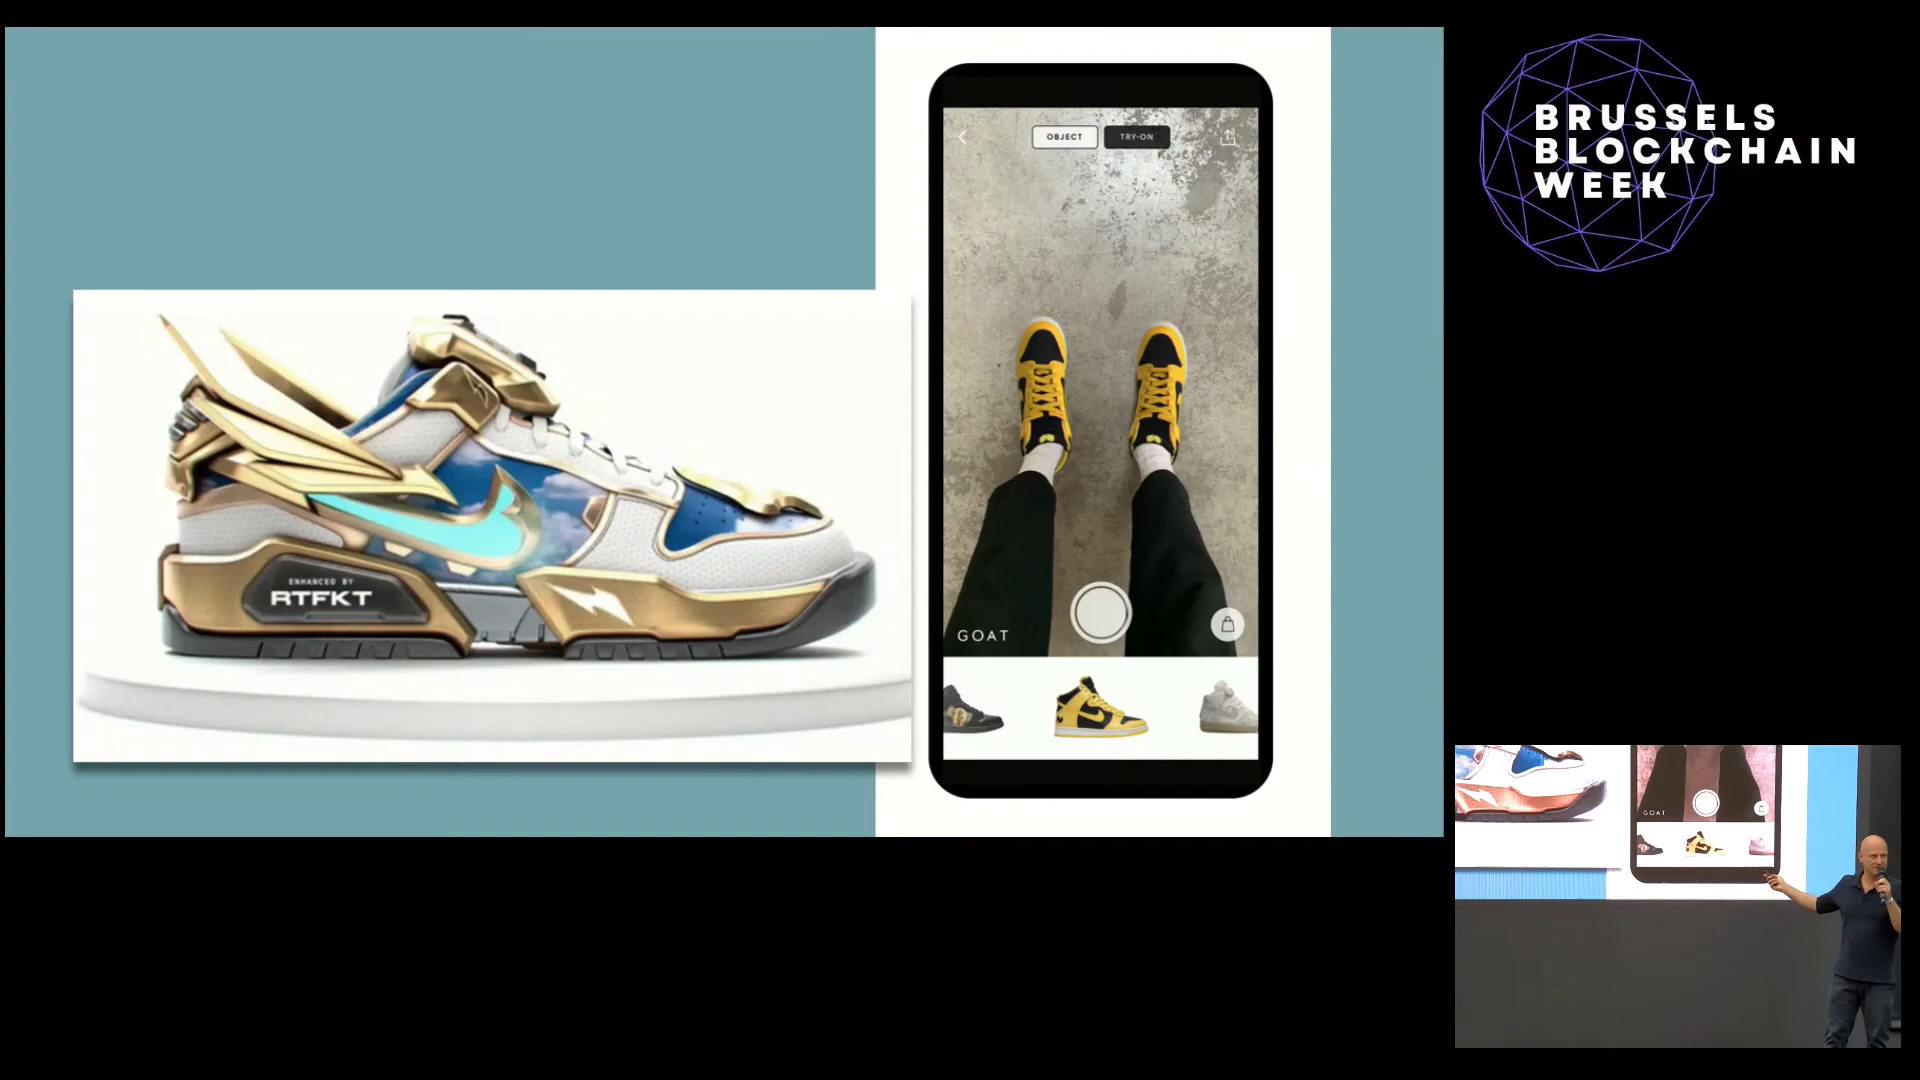 OBJECT
TRY-ON
ENHANCED BY
RTFKT
GOAT
BRUSSELS
BLOCKCHAIN
WEEK
GOAT